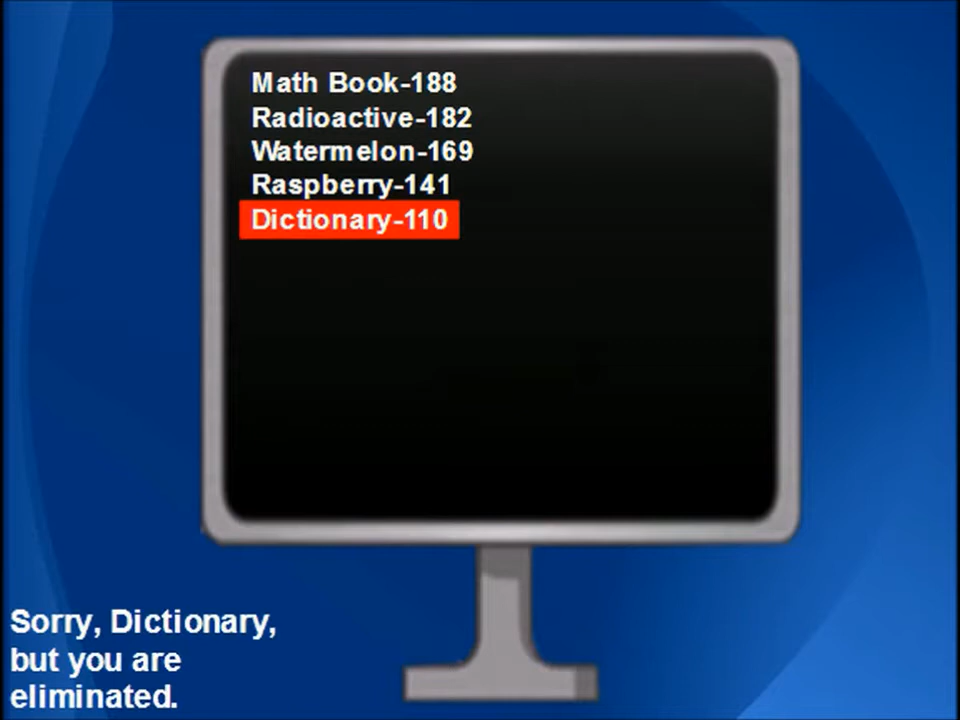 Math Book-188
Radioactive-182
Watermelon-169
Raspberry-141
Dictionary-110
Sorry, Dictionary,
but you are
eliminated.